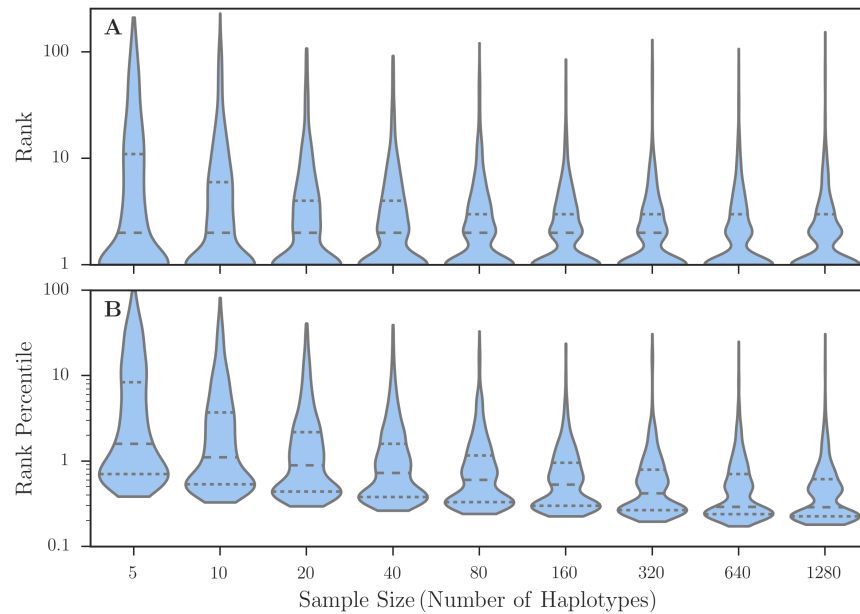 A
Rank
100
10
1
B
Rank Percentile
100
10
1
0.1
5 10 20 40 80 160 320 640 1280
Sample Size (Number of Haplotypes)